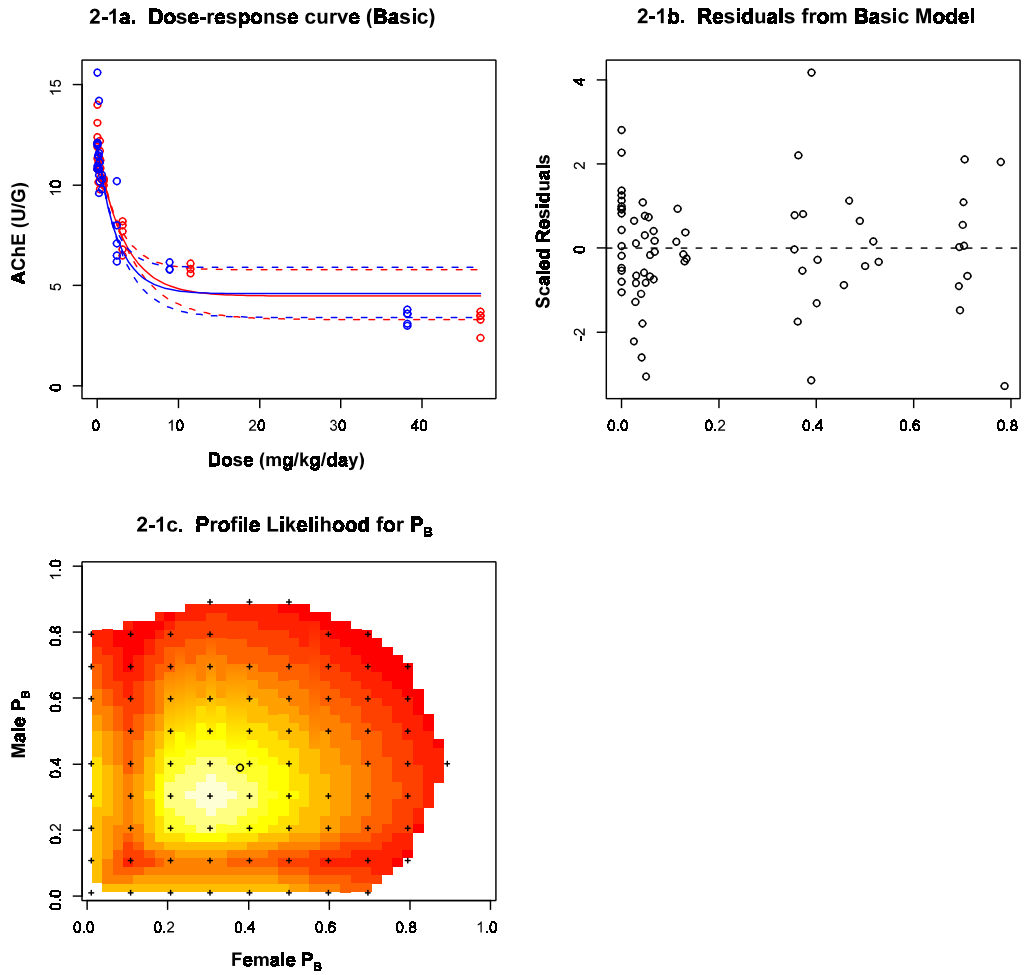 2-1a. Dose-response curve (Basic)
AChE (U/G)
15
10
5
0
0 10 20 30 40
Dose (mg/kg/day)
2-1b. Residuals from Basic Model
Scaled Residuals
4
2
0
-2
0.0 0.2 0.4 0.6 0.8
2-1c. Profile Likelihood for P_B
Male P_B
1.0
0.8
0.6
0.4
0.2
0.0
0.0 0.2 0.4 0.6 0.8 1.0
Female P_B